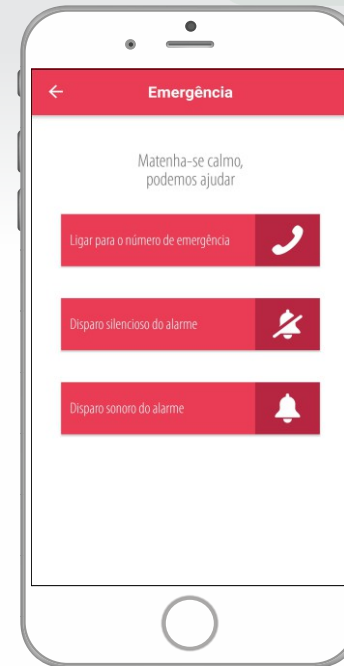 Emergência
Matenha-se calmo,
podemos ajudar
Ligar para o número de emergência
Disparo silencioso do alarme
Disparo sonoro do alarme